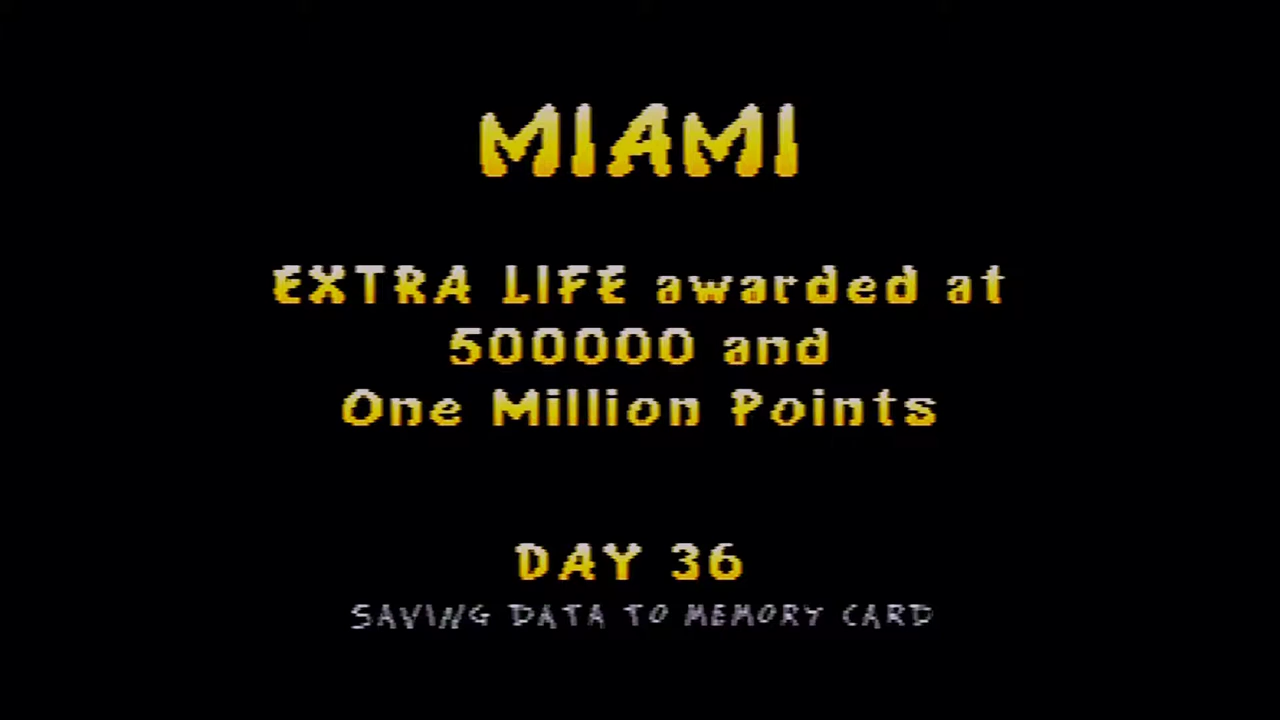 MIAMI
EXTRA LIFE awarded at
500000 and
One Million Points
DAY 36
SAVING DATA TO MEMORY CARD